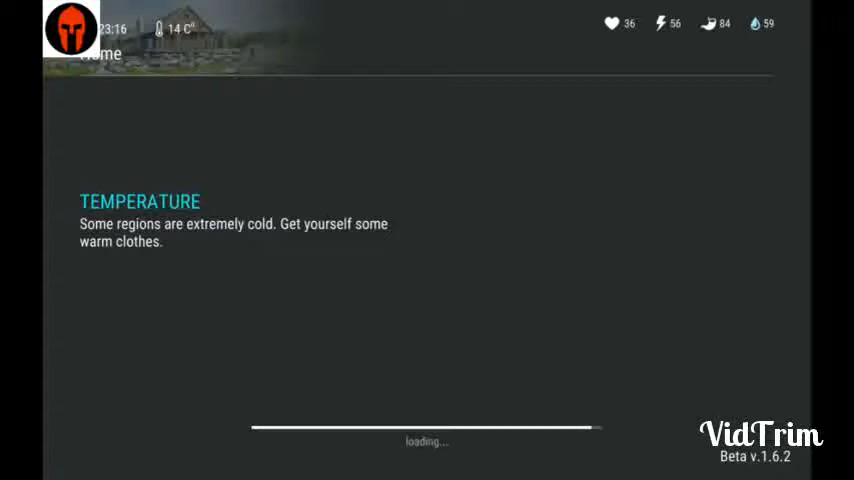 23:16 14 C° 36 56 84 59
Home
TEMPERATURE
Some regions are extremely cold. Get yourself some
warm clothes.
loading...
VidTrim
Beta v.1.6.2